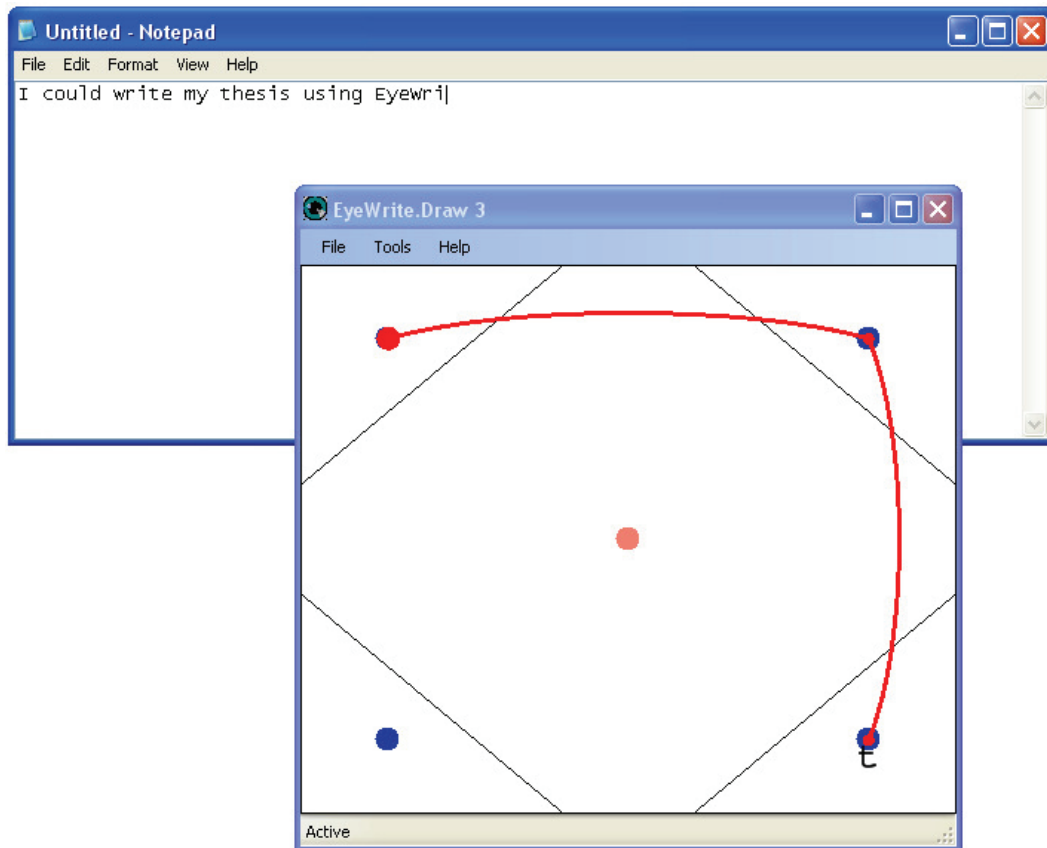 Untitled - Notepad
File Edit Format View Help
I could write my thesis using EyeWri
EyeWrite.Draw 3
File Tools Help
t
Active